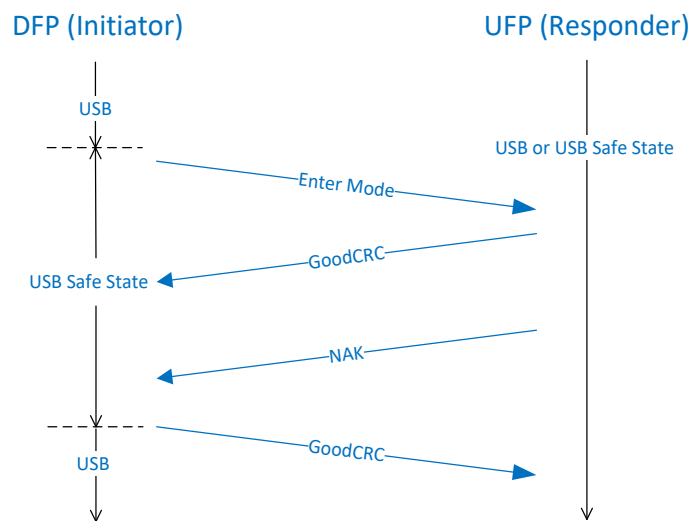 DFP (Initiator)
UFP (Responder)
USB
USB or USB Safe State
Enter Mode
GoodCRC
USB Safe State
NAK
GoodCRC
USB